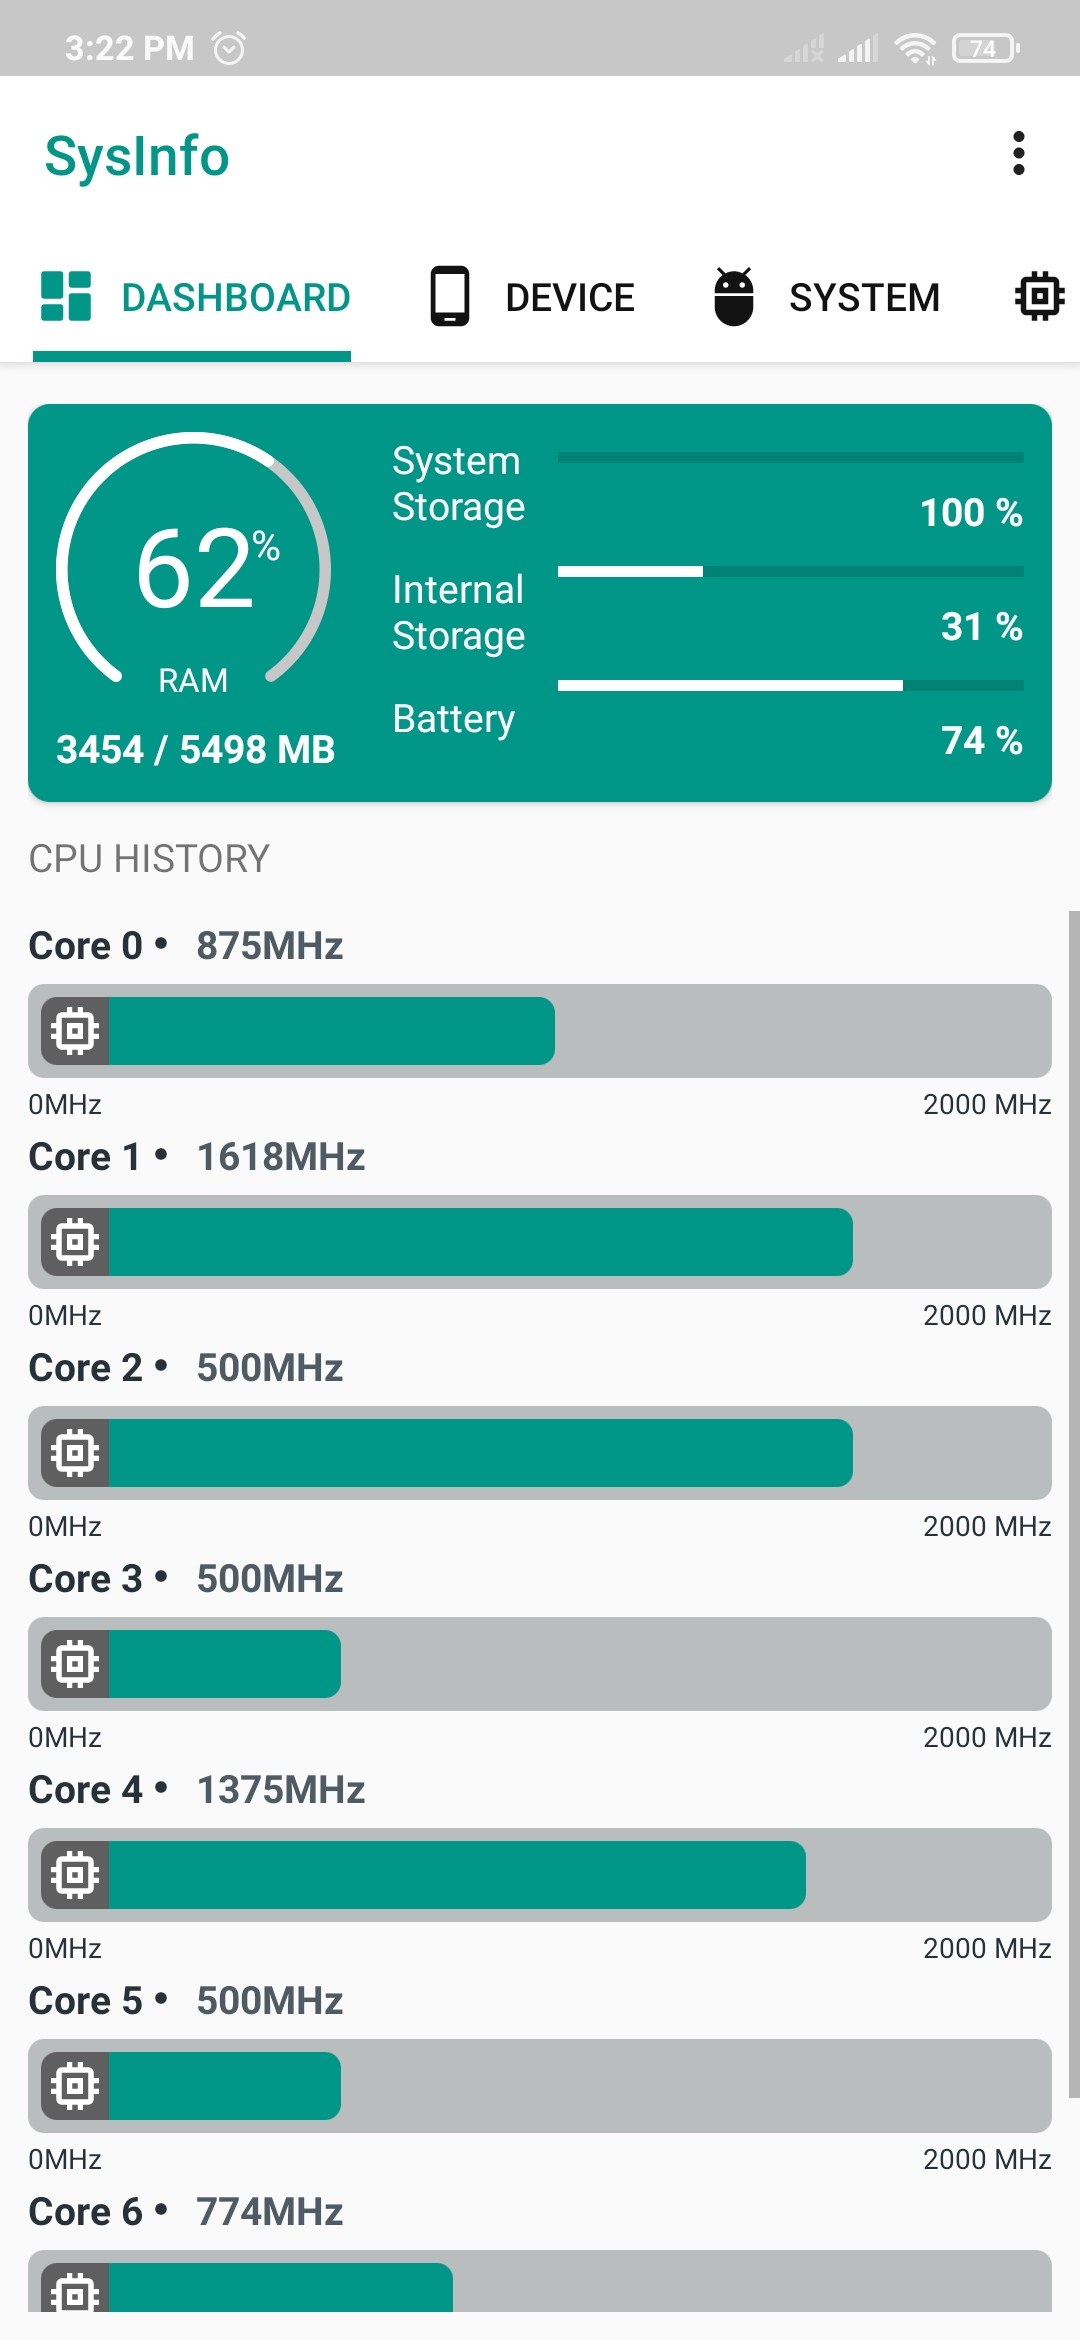 3:22 PM 74
SysInfo
DASHBOARD DEVICE SYSTEM
62%
RAM
3454 / 5498 MB
System
Storage
100 %
Internal
Storage
31 %
Battery
74 %
CPU HISTORY
Core 0 • 875MHz
0MHz 2000 MHz
Core 1 • 1618MHz
0MHz 2000 MHz
Core 2 • 500MHz
0MHz 2000 MHz
Core 3 • 500MHz
0MHz 2000 MHz
Core 4 • 1375MHz
0MHz 2000 MHz
Core 5 • 500MHz
0MHz 2000 MHz
Core 6 • 774MHz